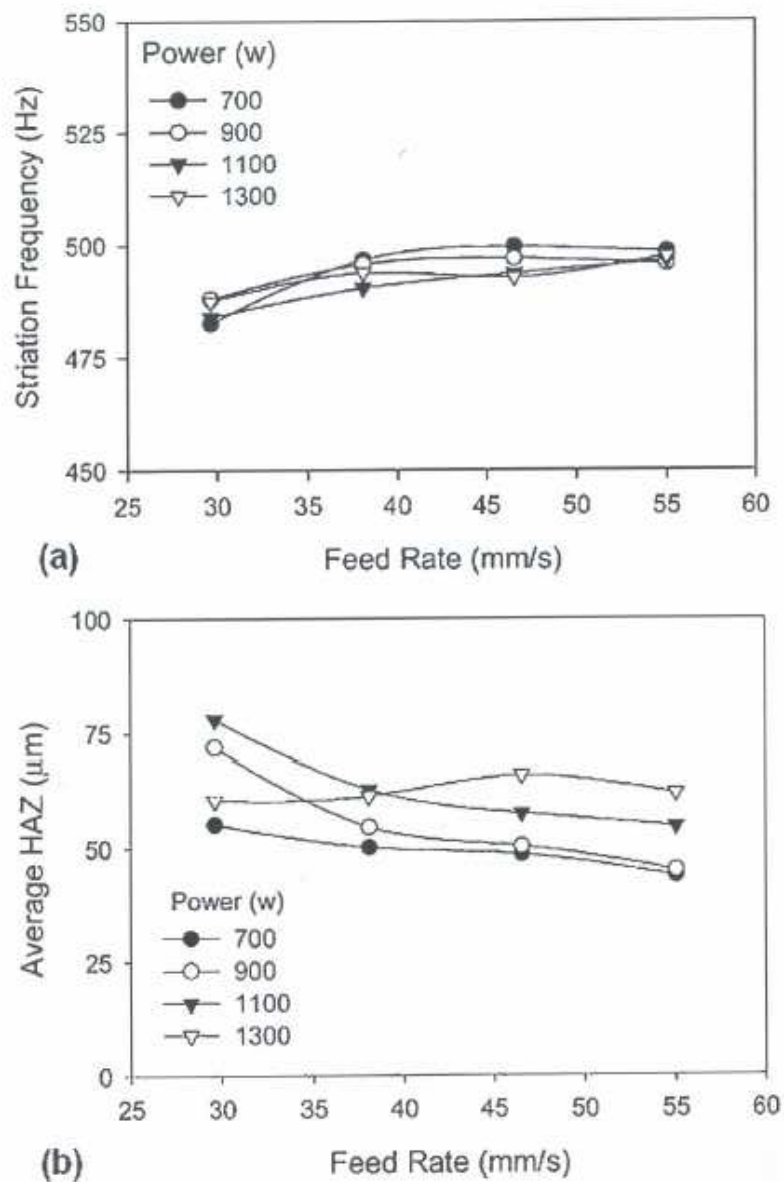 550
525
500
475
450
Striation Frequency (Hz)
Power (w)
700
900
1100
1300
25 30 35 40 45 50 55 60
(a) Feed Rate (mm/s)
100
75
50
25
0
Average HAZ (μm)
Power (w)
700
900
1100
1300
25 30 35 40 45 50 55 60
(b) Feed Rate (mm/s)